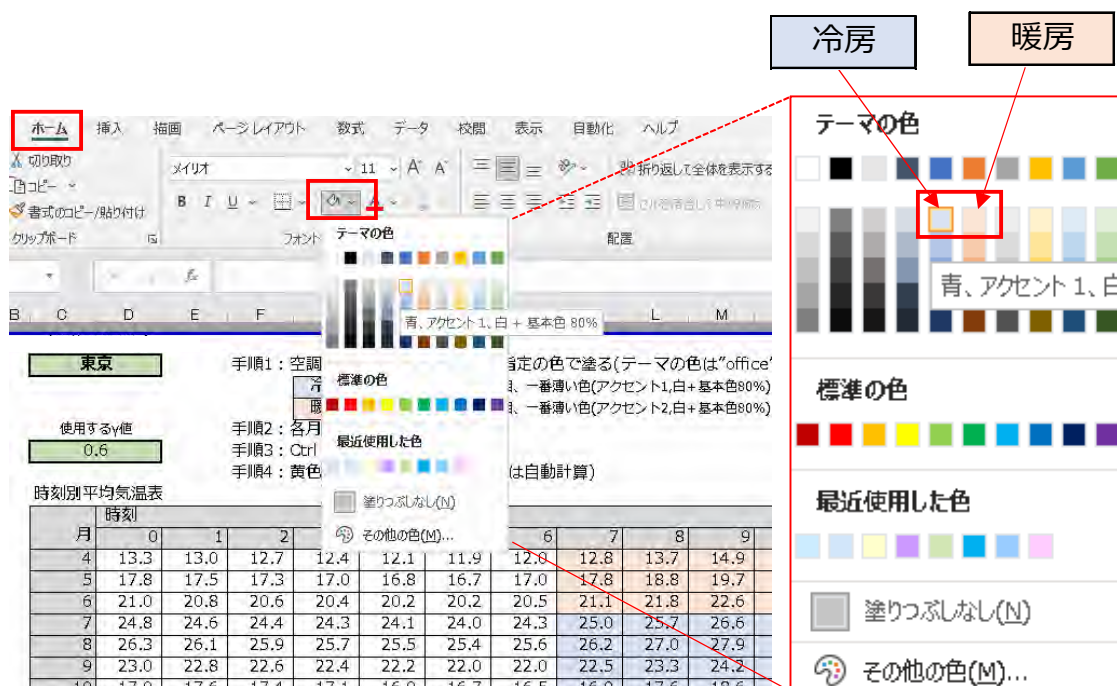 冷房
暖房
ホーム 挿入 描画 ページ レイアウト 数式 データ 校閲 表示 自動化 ヘルプ
切り取り
コピー
書式のコピー/貼り付け
クリップボード
メイリオ 11
B I U
フォント
折り返して全体を表示する
配置
fx
B C D E F L M
テーマの色
青、アクセント 1、白 + 基本色 80%
標準の色
最近使用した色
塗りつぶしなし(N)
その他の色(M)...
東京
使用するγ値
0.6
手順1：空調
指定の色で塗る(テーマの色は"office"
、一番薄い色(アクセント1,白+基本色80%)
、一番薄い色(アクセント2,白+基本色80%)
手順2：各月
手順3：Ctrl
手順4：黄色
は自動計算)
時刻別平均気温表
時刻
月 0 1 2 6 7 8 9
4 13.3 13.0 12.7 12.4 12.1 11.9 12.0 12.8 13.7 14.9
5 17.8 17.5 17.3 17.0 16.8 16.7 17.0 17.8 18.8 19.7
6 21.0 20.8 20.6 20.4 20.2 20.2 20.5 21.1 21.8 22.6
7 24.8 24.6 24.4 24.3 24.1 24.0 24.3 25.0 25.7 26.6
8 26.3 26.1 25.9 25.7 25.5 25.4 25.6 26.2 27.0 27.9
9 23.0 22.8 22.6 22.4 22.2 22.0 22.0 22.5 23.3 24.2
テーマの色
青、アクセント 1、白
標準の色
最近使用した色
塗りつぶしなし(N)
その他の色(M)...